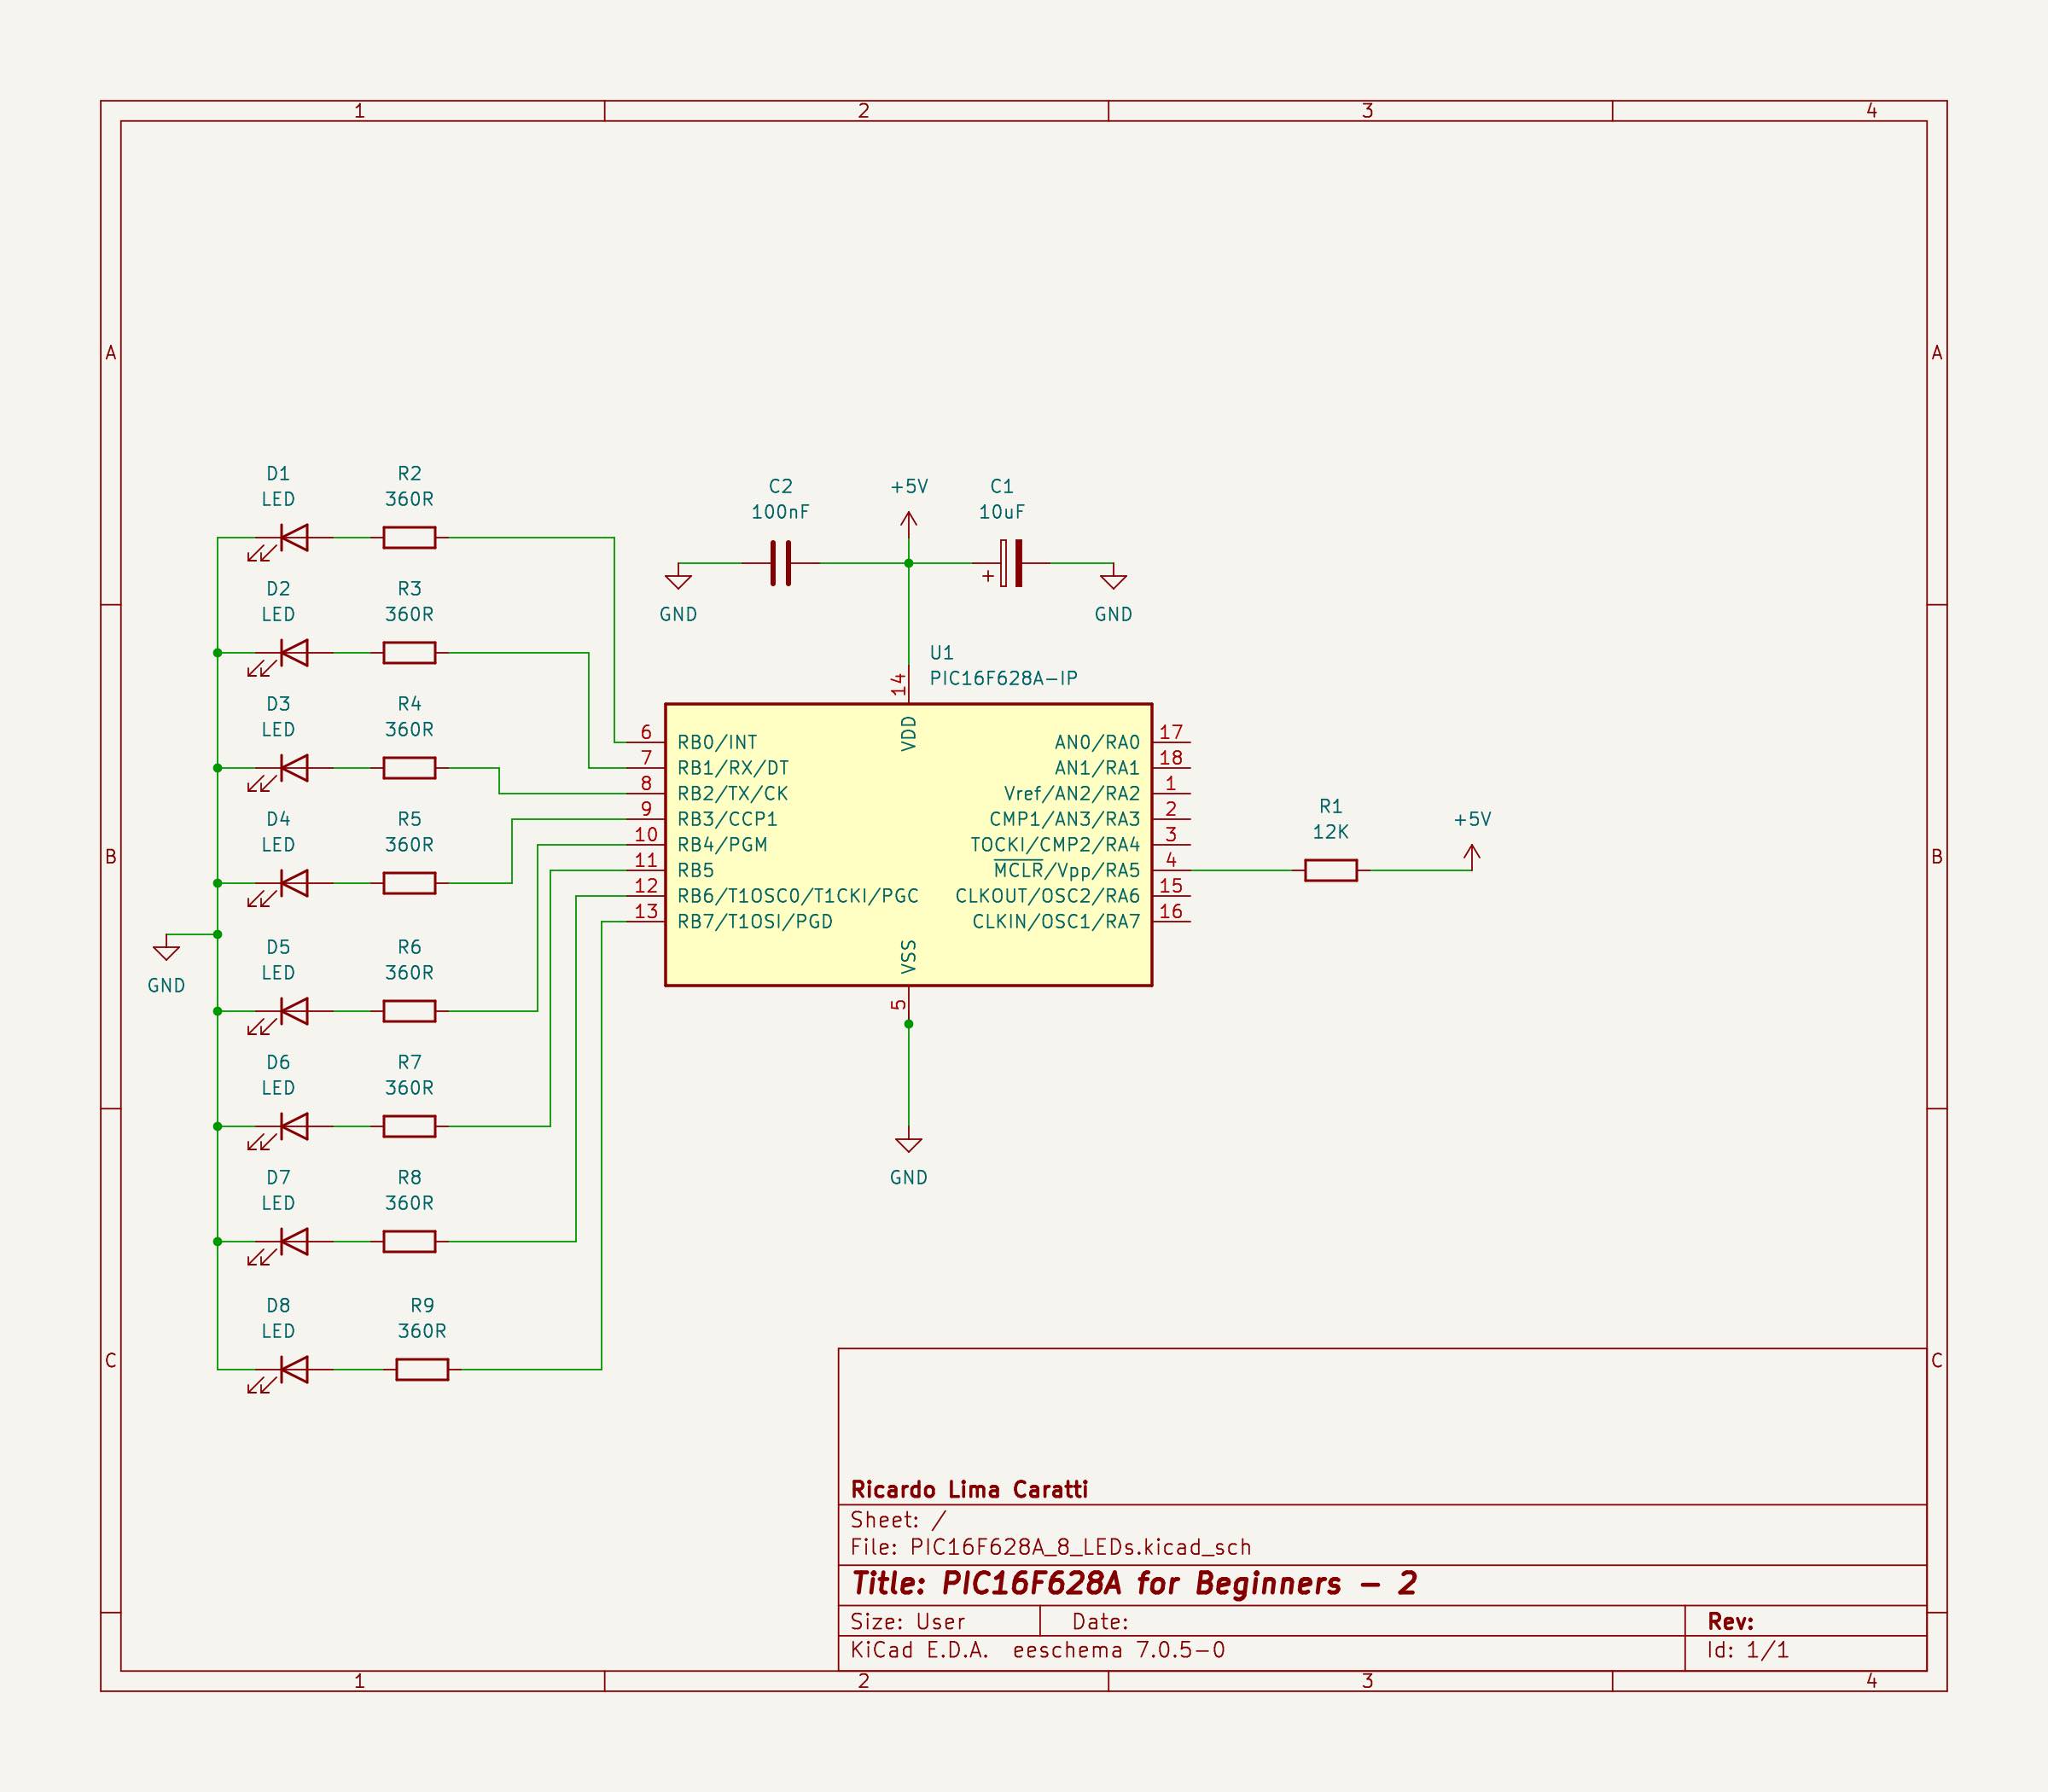 1 2 3 4
A A
D1 R2
LED 360R
C2 +5V C1
100nF 10uF
D2 R3
LED 360R
GND GND
+
U1
PIC16F628A-IP
D3 R4
LED 360R
14
VDD
6 RB0/INT AN0/RA0 17
7 RB1/RX/DT AN1/RA1 18
8 RB2/TX/CK Vref/AN2/RA2 1
9 RB3/CCP1 CMP1/AN3/RA3 2
10 RB4/PGM TOCKI/CMP2/RA4 3
11 RB5 MCLR/Vpp/RA5 4
12 RB6/T1OSC0/T1CKI/PGC CLKOUT/OSC2/RA6 15
13 RB7/T1OSI/PGD CLKIN/OSC1/RA7 16
VSS
5
D4 R5
LED 360R
R1 +5V
12K
B B
GND
D5 R6
LED 360R
D6 R7
LED 360R
GND
D7 R8
LED 360R
D8 R9
LED 360R
C C
Ricardo Lima Caratti
Sheet: /
File: PIC16F628A_8_LEDs.kicad_sch
Title: PIC16F628A for Beginners - 2
Size: User Date: Rev:
KiCad E.D.A. eeschema 7.0.5-0 Id: 1/1
1 2 3 4